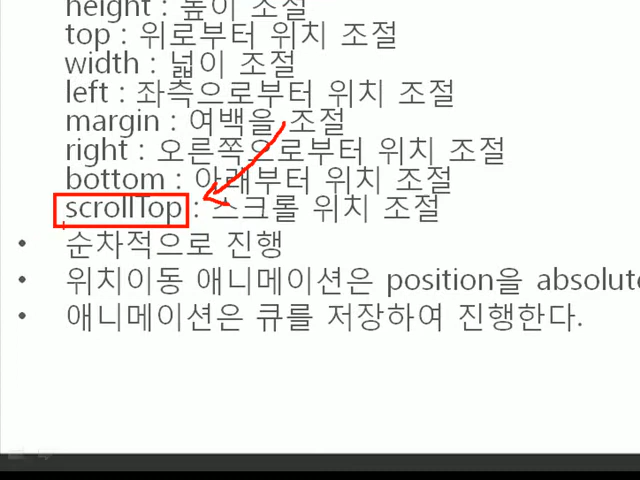 height : 높이 조절
top : 위로부터 위치 조절
width : 넓이 조절
left : 좌측으로부터 위치 조절
margin : 여백을 조절
right : 오른쪽으로부터 위치 조절
bottom : 아래부터 위치 조절
scrollTop : 스크롤 위치 조절
• 순차적으로 진행
• 위치이동 애니메이션은 position을 absolut
• 애니메이션은 큐를 저장하여 진행한다.